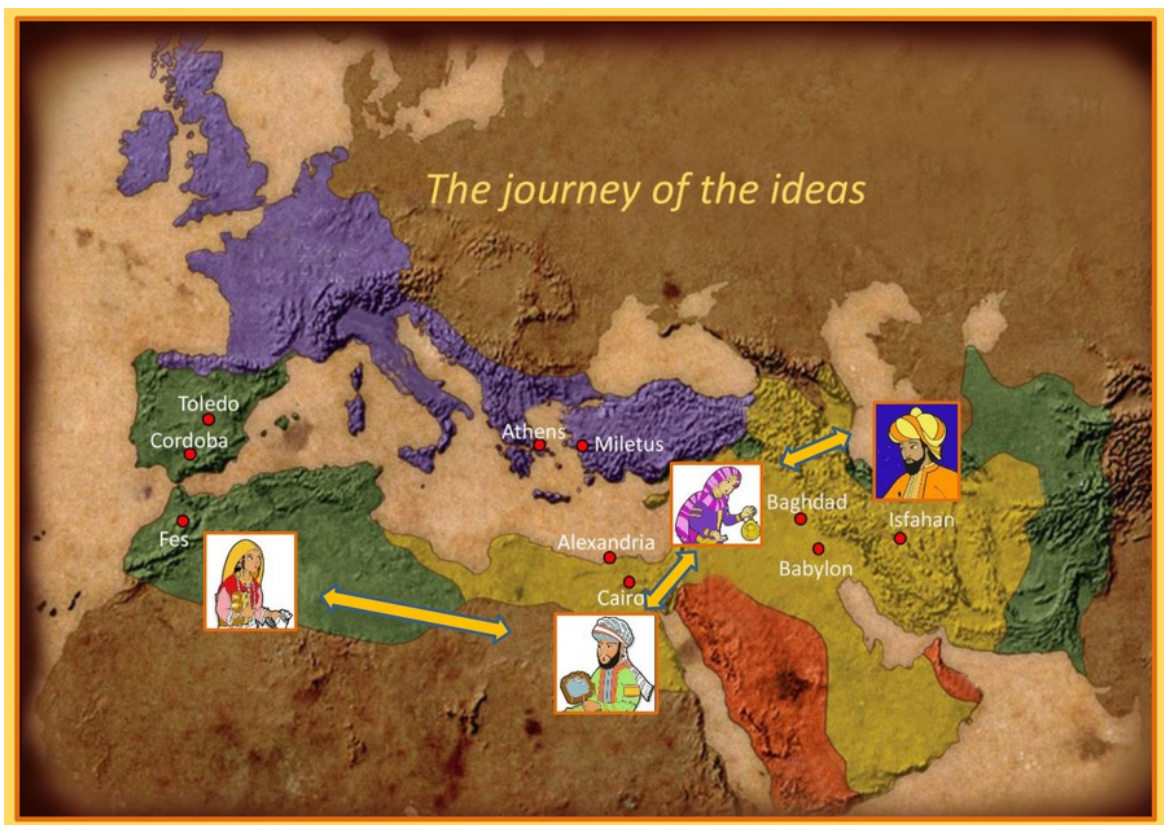 The journey of the ideas
Toledo
Cordoba
Athens
Miletus
Baghdad
Isfahan
Fes
Alexandria
Babylon
Cairo